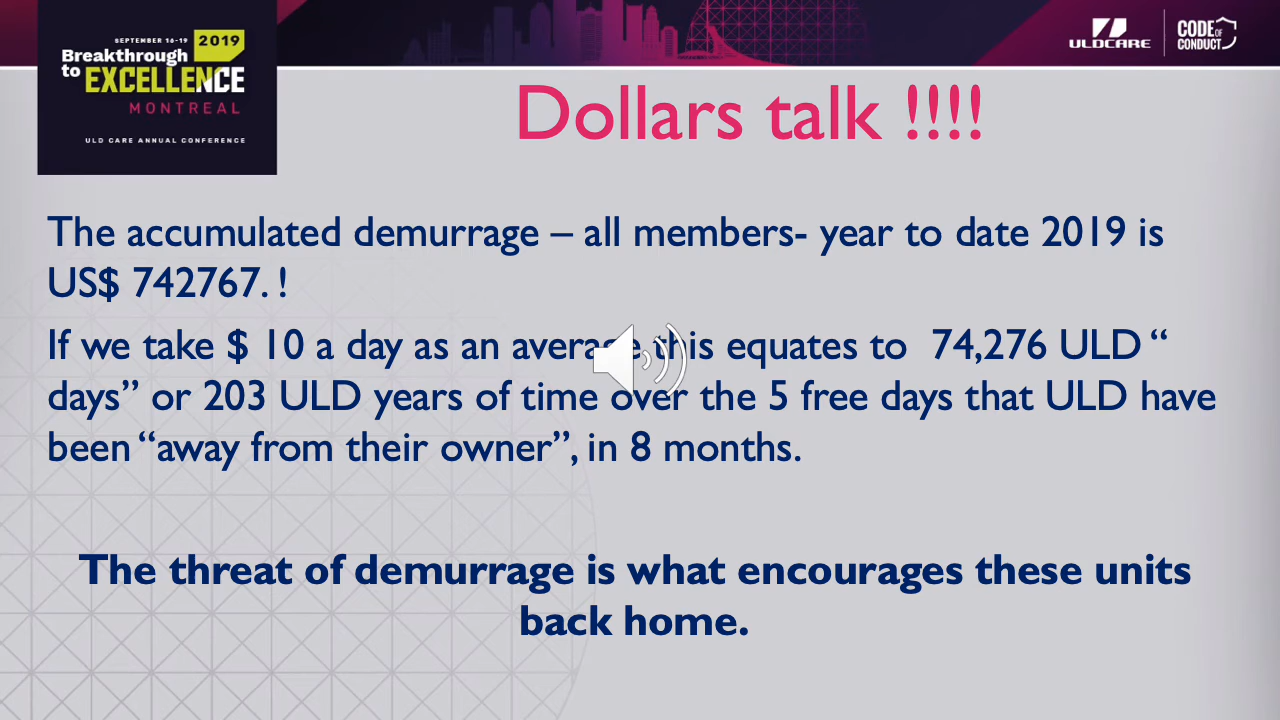 SEPTEMBER 16-19 2019
Breakthrough
to EXCELLENCE
MONTREAL
ULD CARE ANNUAL CONFERENCE
ULDCARE
CODE OF
CONDUCT
Dollars talk !!!!
The accumulated demurrage – all members- year to date 2019 is
US$ 742767. !
If we take $ 10 a day as an average this equates to 74,276 ULD “
days” or 203 ULD years of time over the 5 free days that ULD have
been “away from their owner”, in 8 months.
The threat of demurrage is what encourages these units
back home.